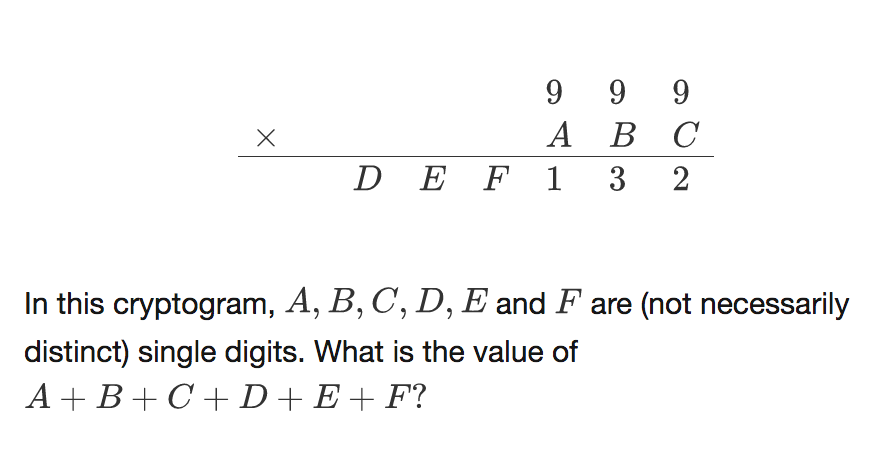 9 9 9
× A B C
D E F 1 3 2
In this cryptogram, A, B, C, D, E and F are (not necessarily
distinct) single digits. What is the value of
A + B + C + D + E + F?